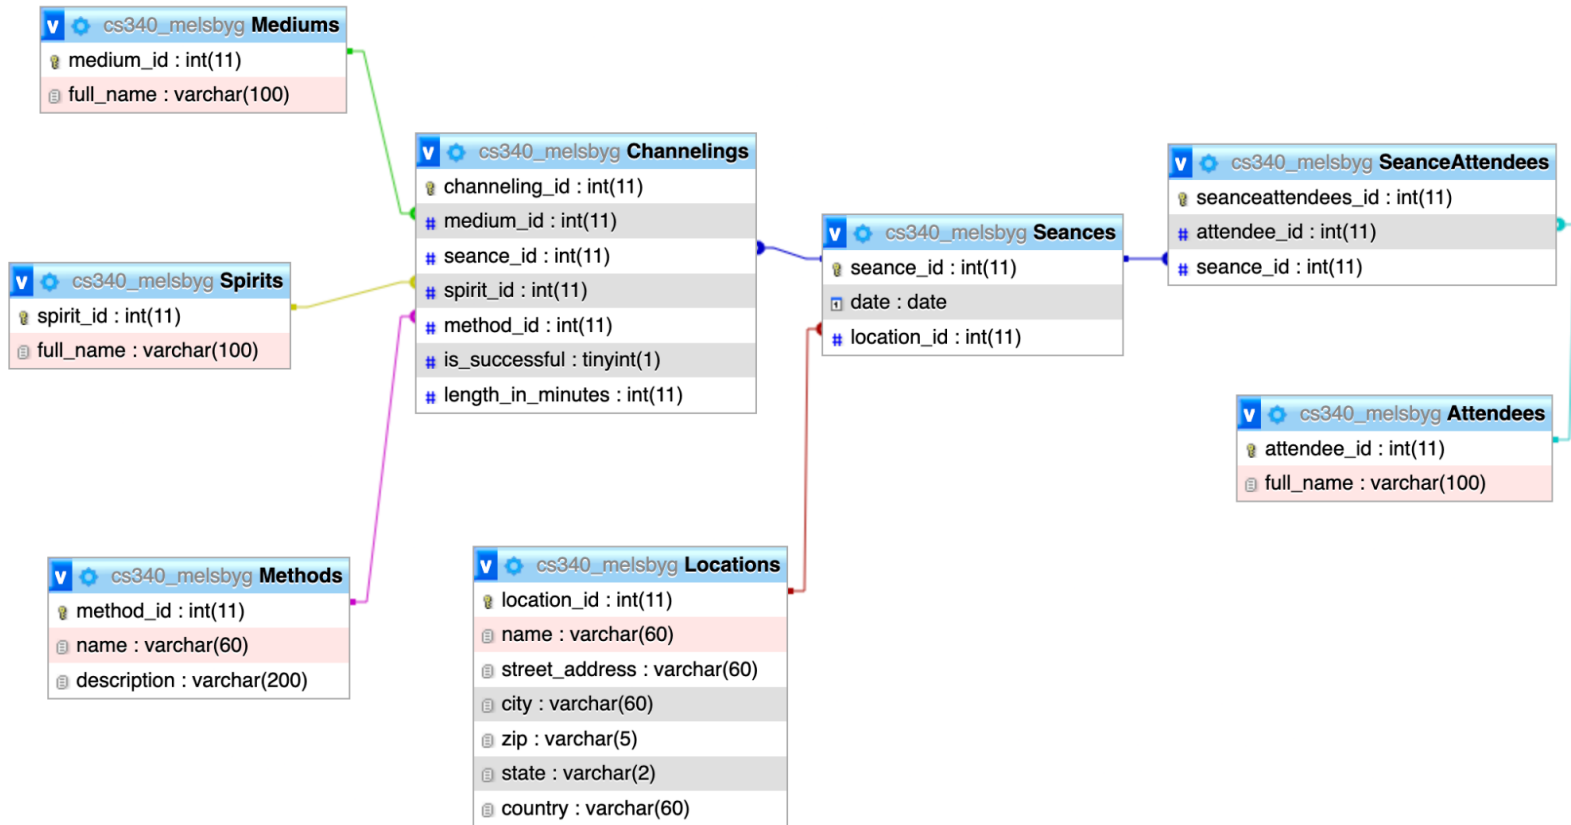 v cs340_melsbyg Mediums
medium_id : int(11)
full_name : varchar(100)
v cs340_melsbyg Spirits
spirit_id : int(11)
full_name : varchar(100)
v cs340_melsbyg Methods
method_id : int(11)
name : varchar(60)
description : varchar(200)
v cs340_melsbyg Channelings
channeling_id : int(11)
# medium_id : int(11)
# seance_id : int(11)
# spirit_id : int(11)
# method_id : int(11)
# is_successful : tinyint(1)
# length_in_minutes : int(11)
v cs340_melsbyg Locations
location_id : int(11)
name : varchar(60)
street_address : varchar(60)
city : varchar(60)
zip : varchar(5)
state : varchar(2)
country : varchar(60)
v cs340_melsbyg Seances
seance_id : int(11)
date : date
# location_id : int(11)
v cs340_melsbyg SeanceAttendees
seanceattendees_id : int(11)
# attendee_id : int(11)
# seance_id : int(11)
v cs340_melsbyg Attendees
attendee_id : int(11)
full_name : varchar(100)